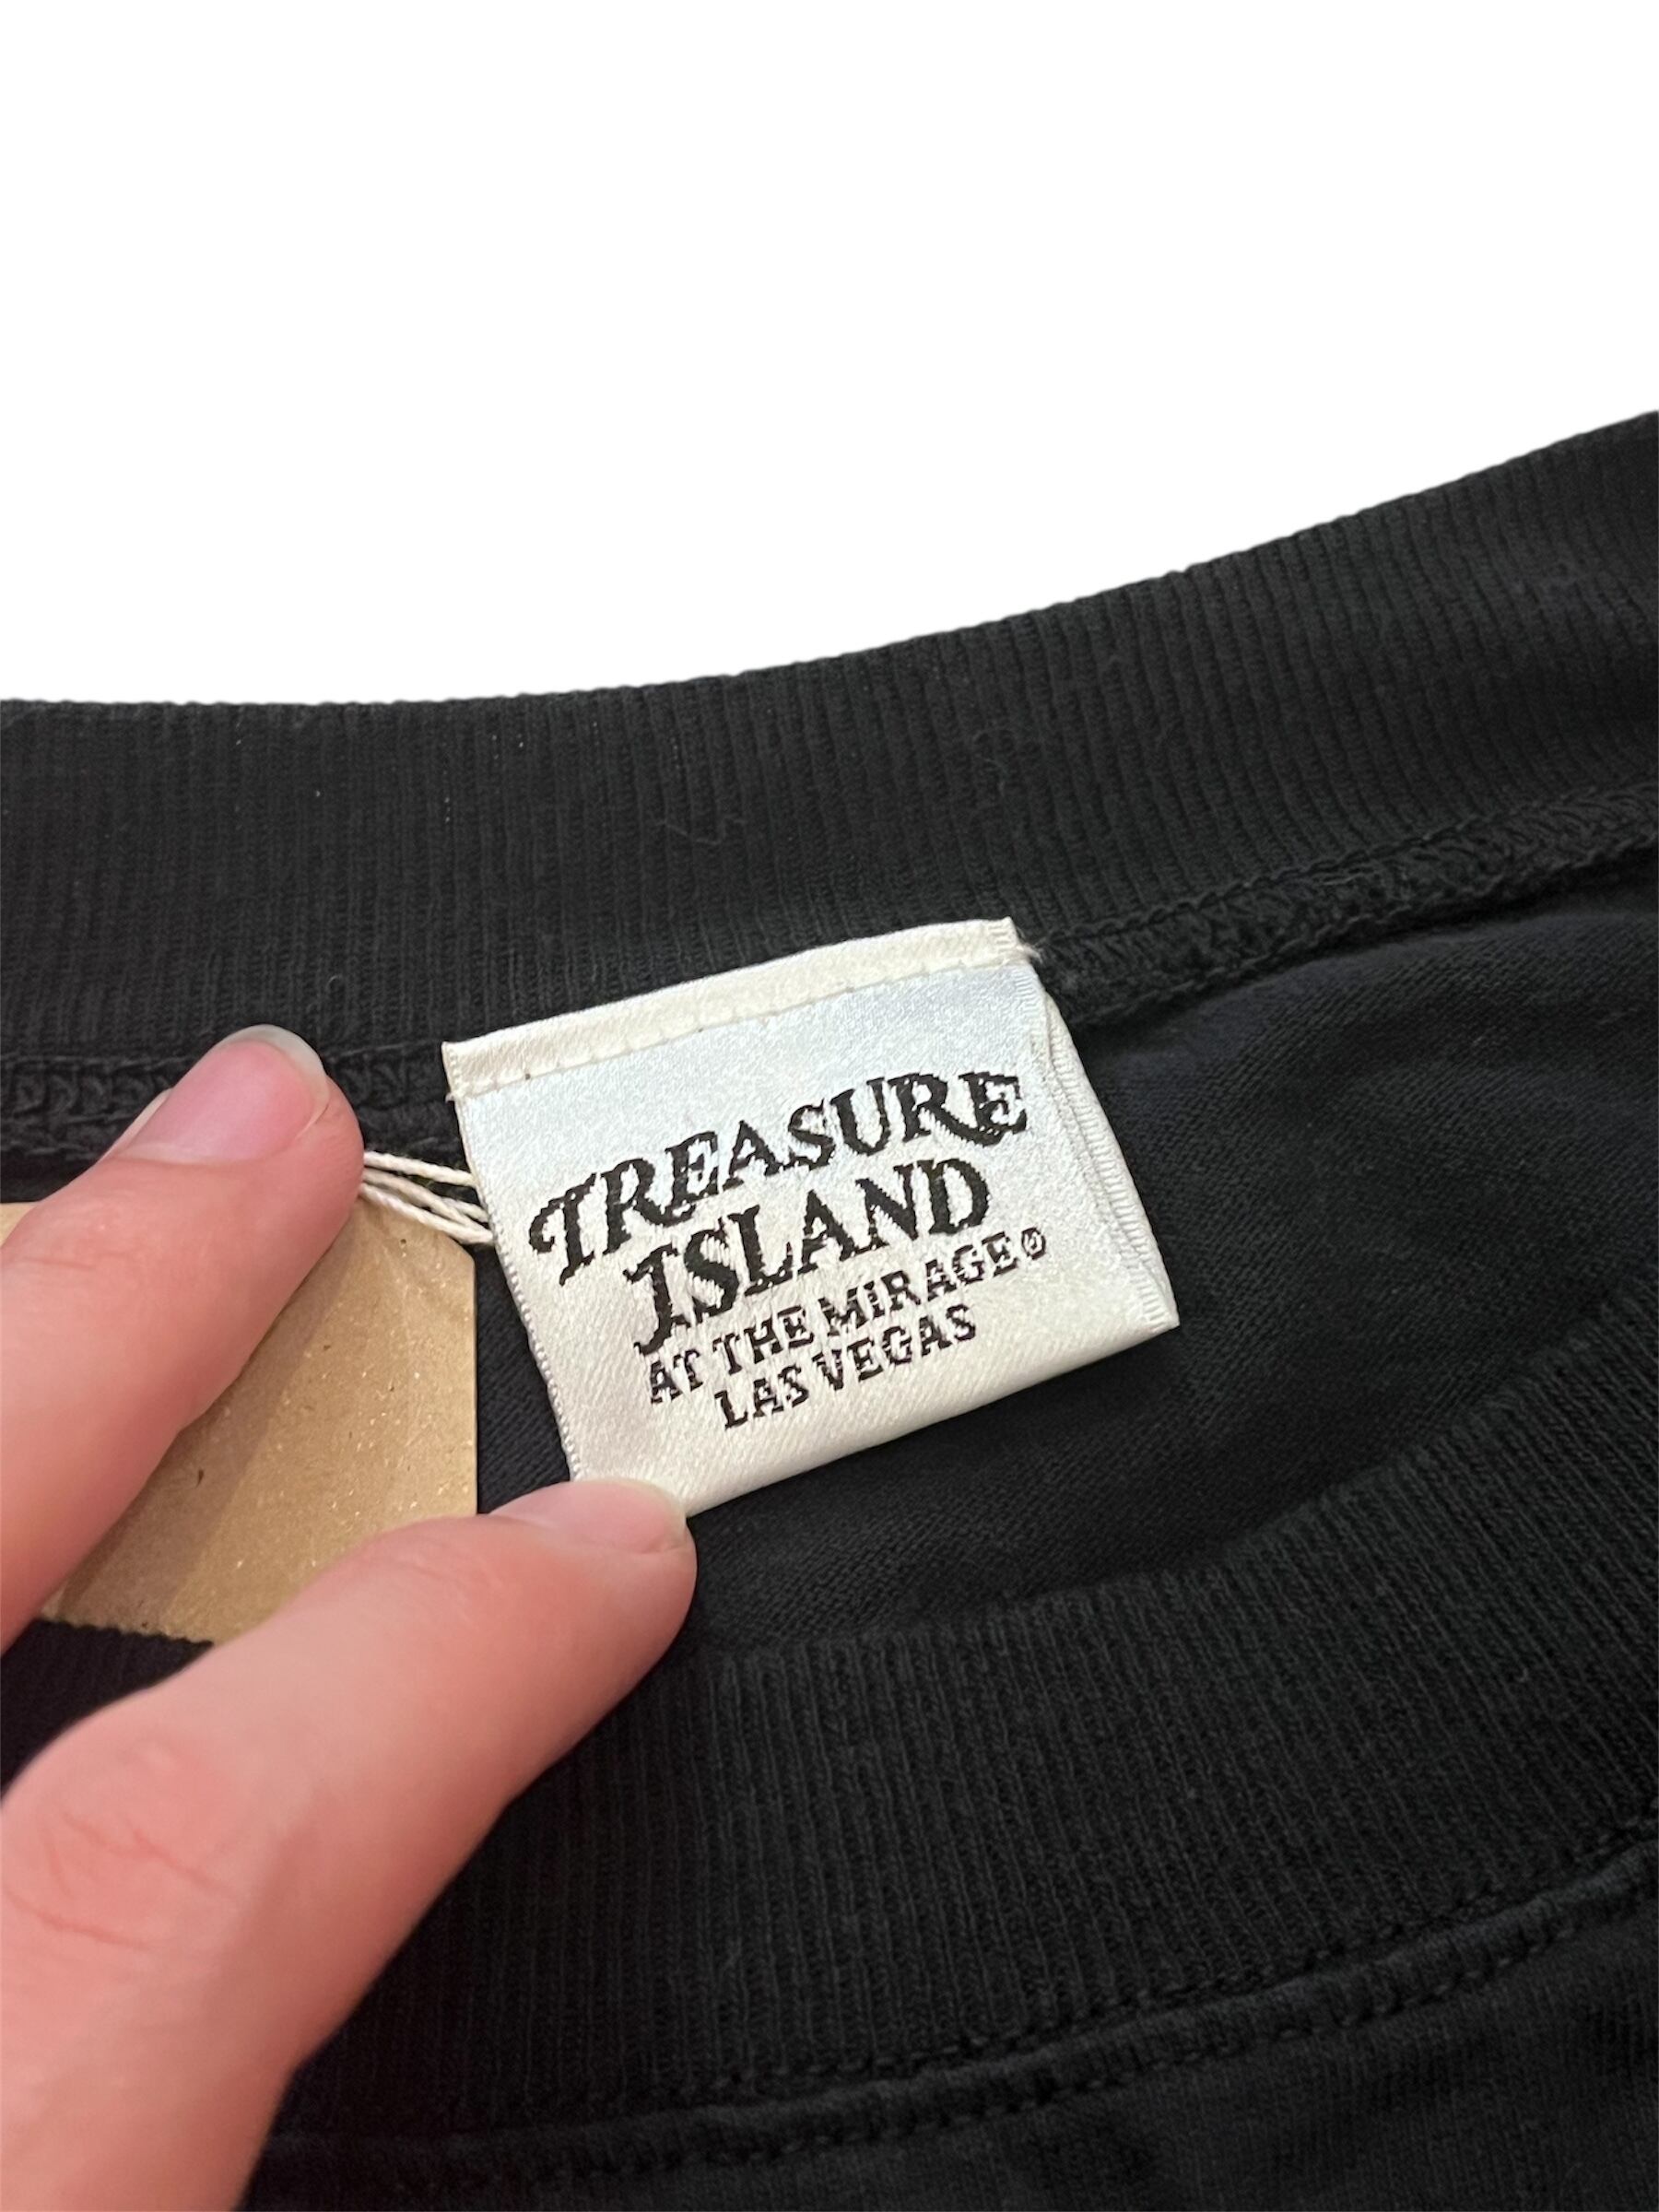 TREASURE
ISLAND
AT THE MIRAGE®
LAS VEGAS